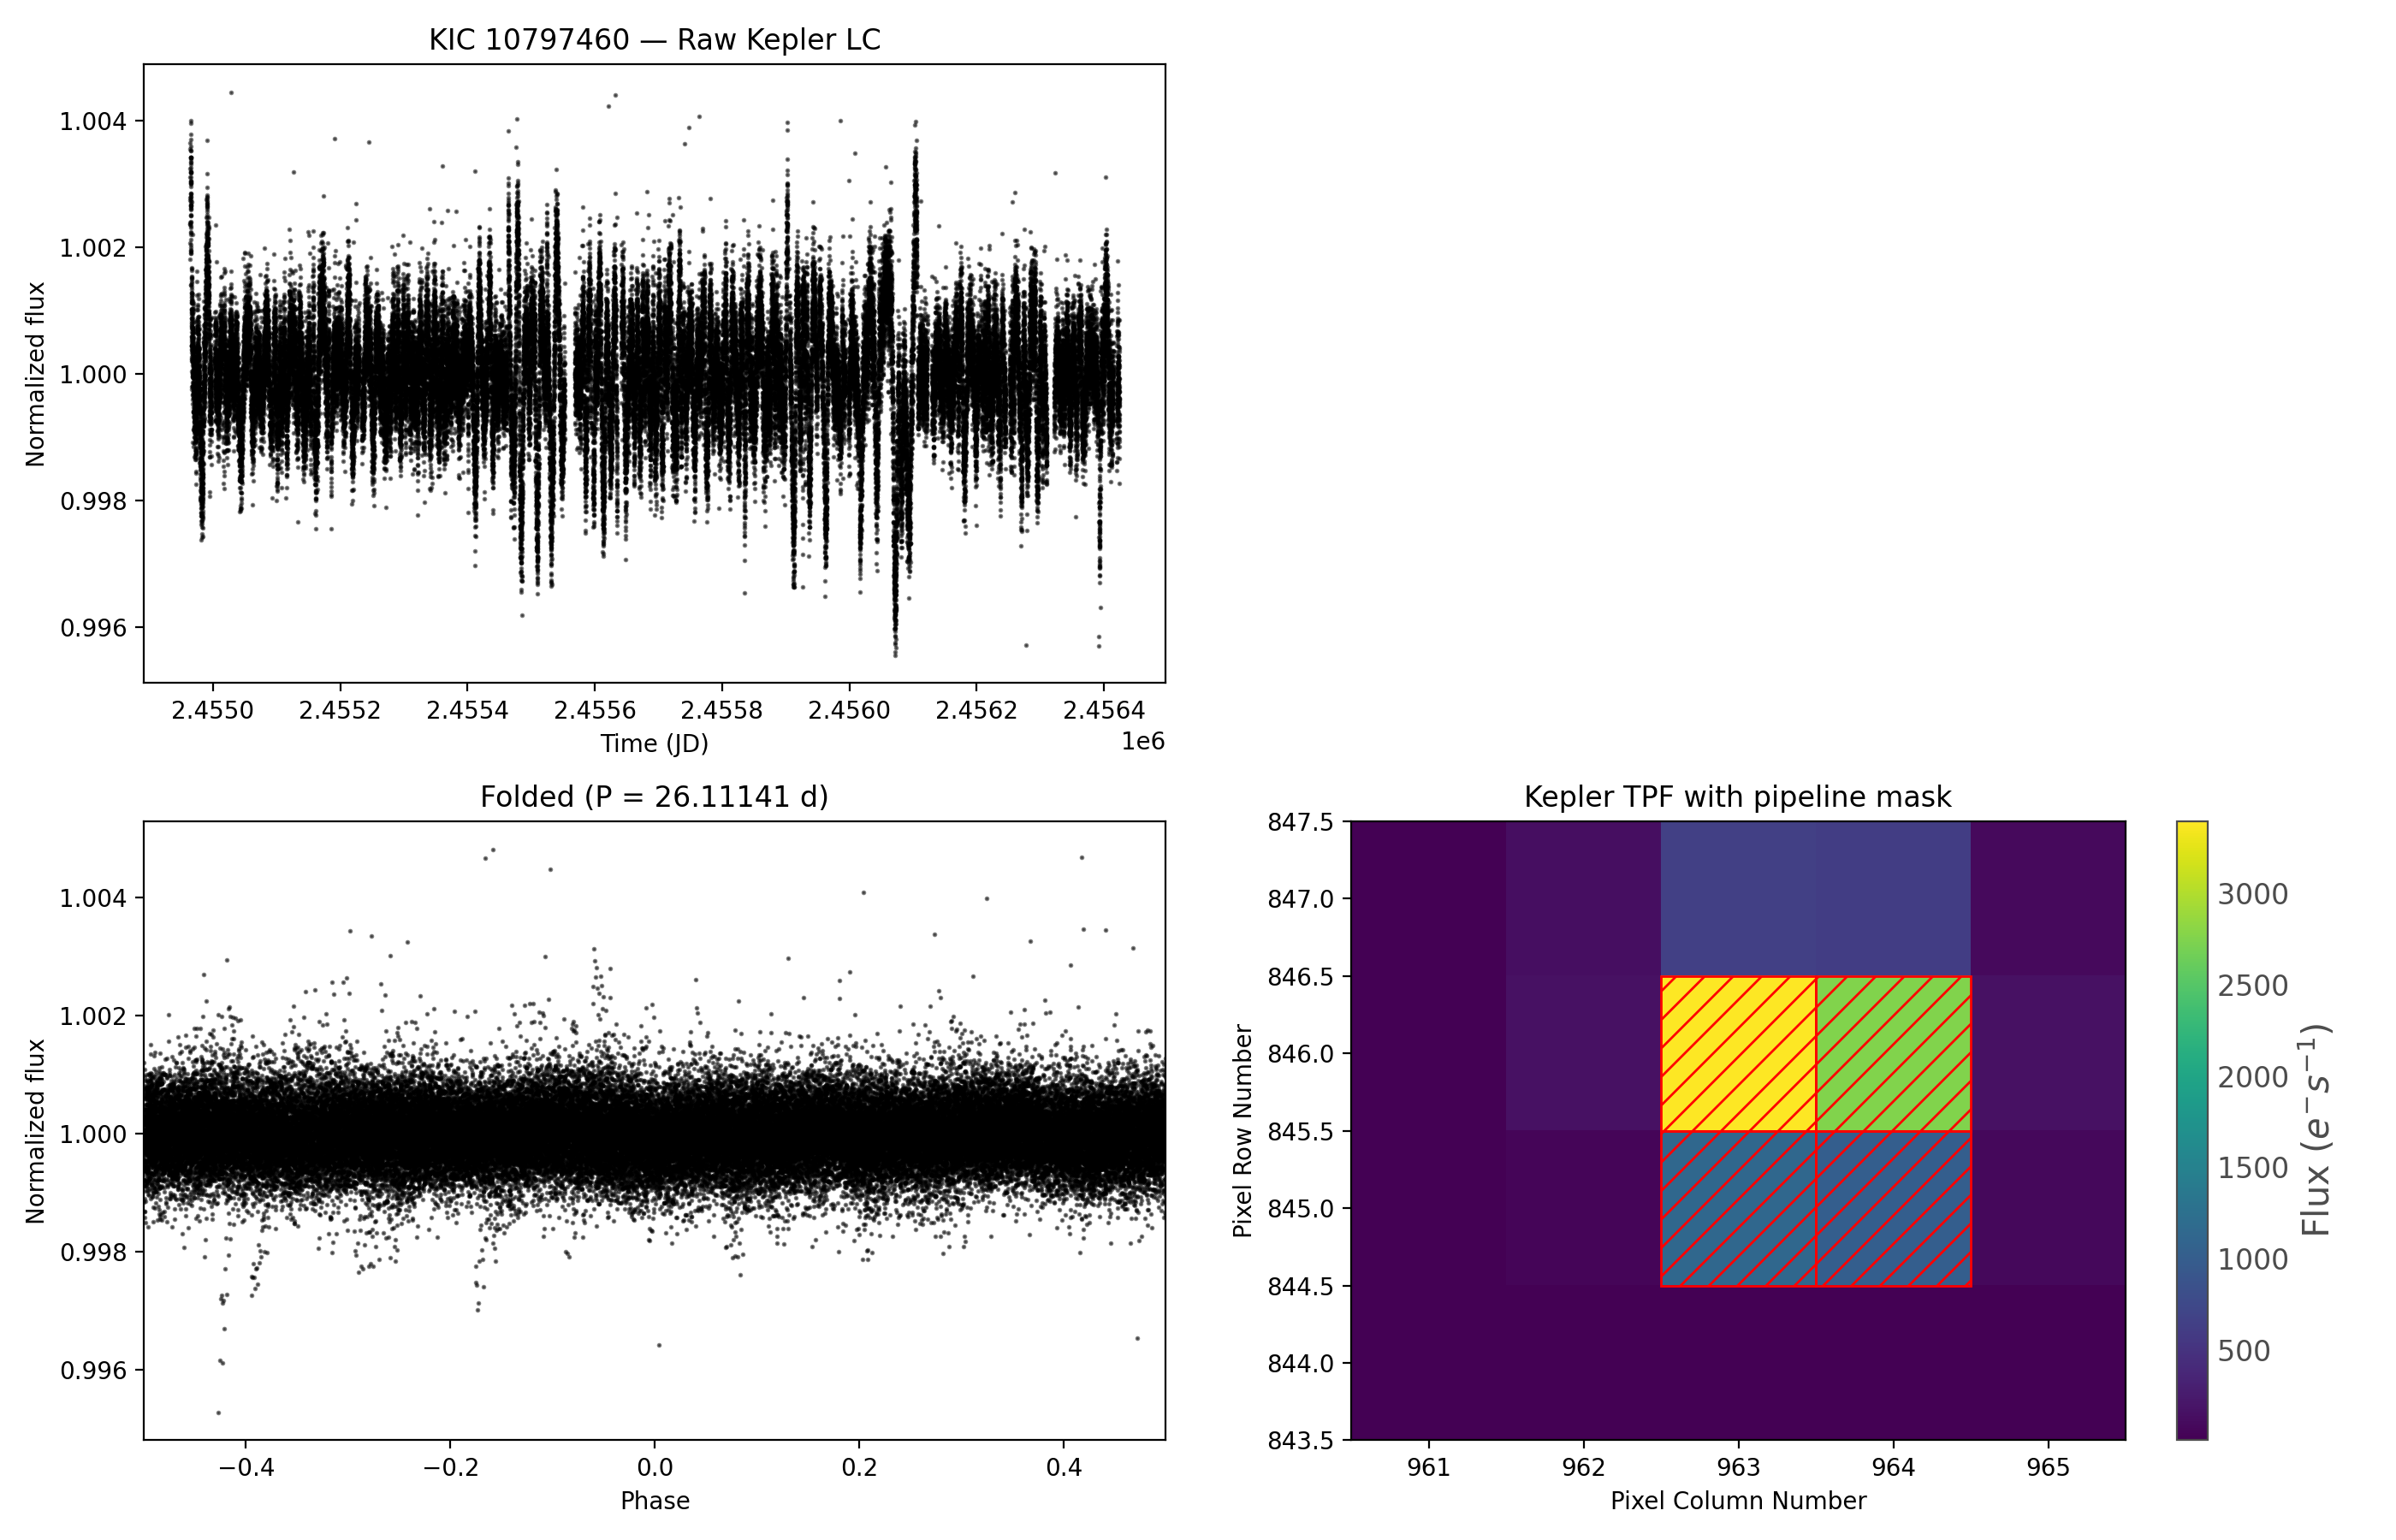 KIC 10797460 — Raw Kepler LC
Normalized flux
1.004
1.002
1.000
0.998
0.996
2.4550 2.4552 2.4554 2.4556 2.4558 2.4560 2.4562 2.4564
1e6
Time (JD)
Folded (P = 26.11141 d)
Normalized flux
1.004
1.002
1.000
0.998
0.996
−0.4 −0.2 0.0 0.2 0.4
Phase
Kepler TPF with pipeline mask
Pixel Row Number
847.5
847.0
846.5
846.0
845.5
845.0
844.5
844.0
843.5
961 962 963 964 965
Pixel Column Number
3000
2500
2000
1500
1000
500
Flux (e⁻s⁻¹)